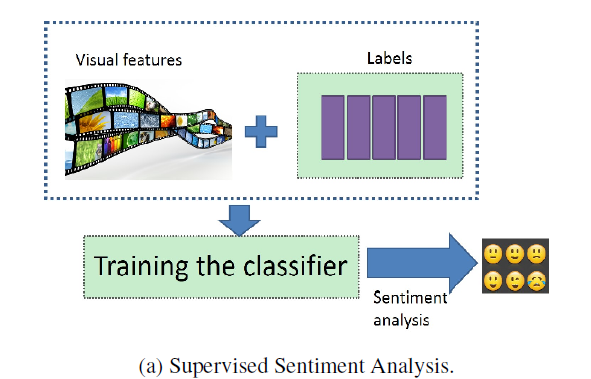 Visual features
Labels
Training the classifier
Sentiment
analysis
(a) Supervised Sentiment Analysis.